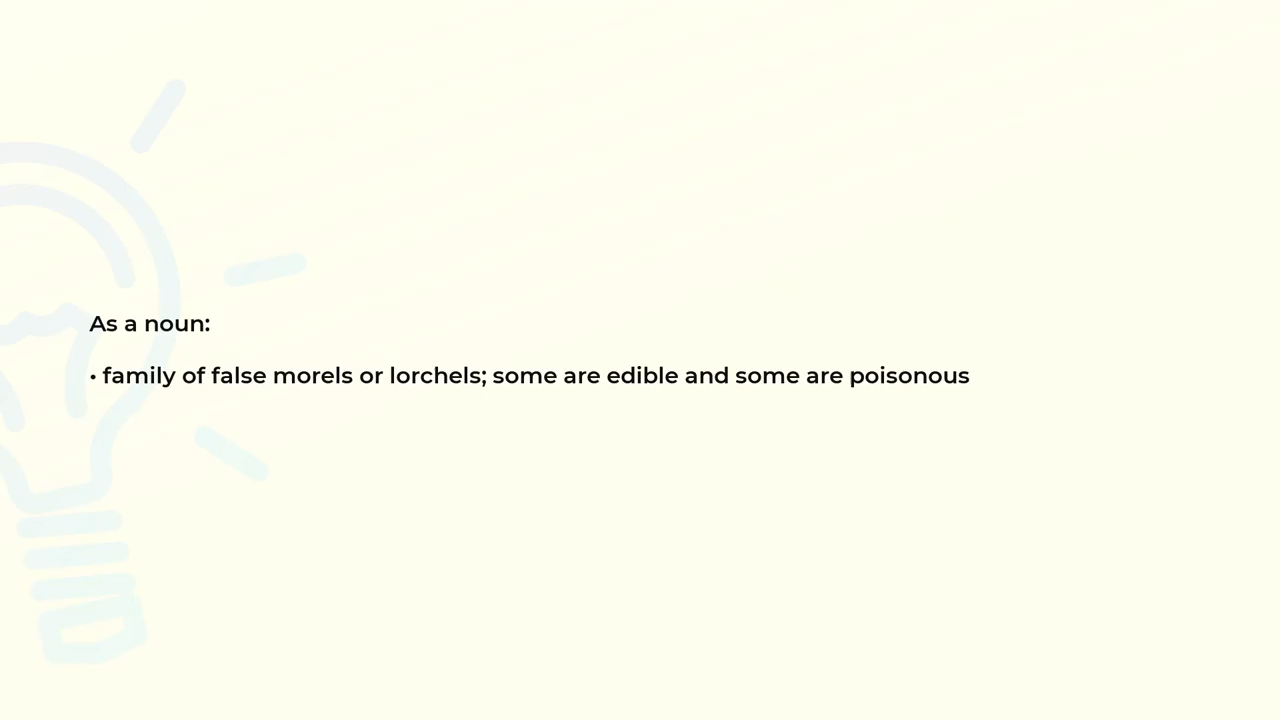 As a noun:
• family of false morels or lorchels; some are edible and some are poisonous